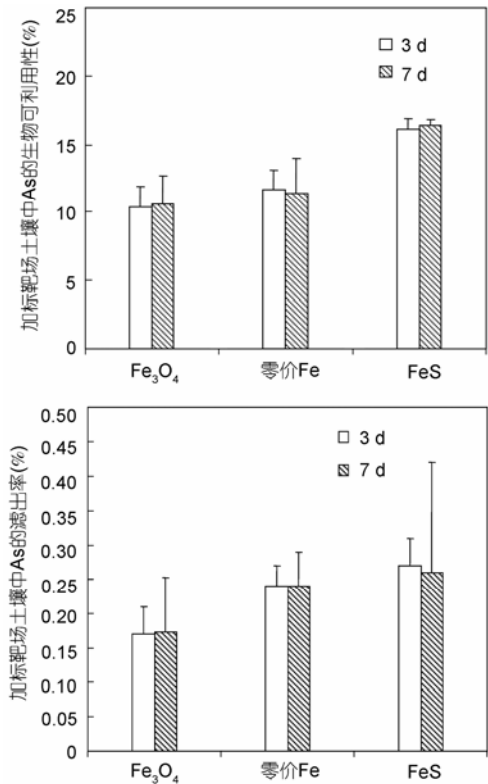 加标靶场土壤中As的生物可利用性(%)
25
20
15
10
5
0
3 d
7 d
Fe₃O₄ 零价Fe FeS
加标靶场土壤中As的滤出率(%)
0.50
0.45
0.40
0.35
0.30
0.25
0.20
0.15
0.10
0.05
0
3 d
7 d
Fe₃O₄ 零价Fe FeS